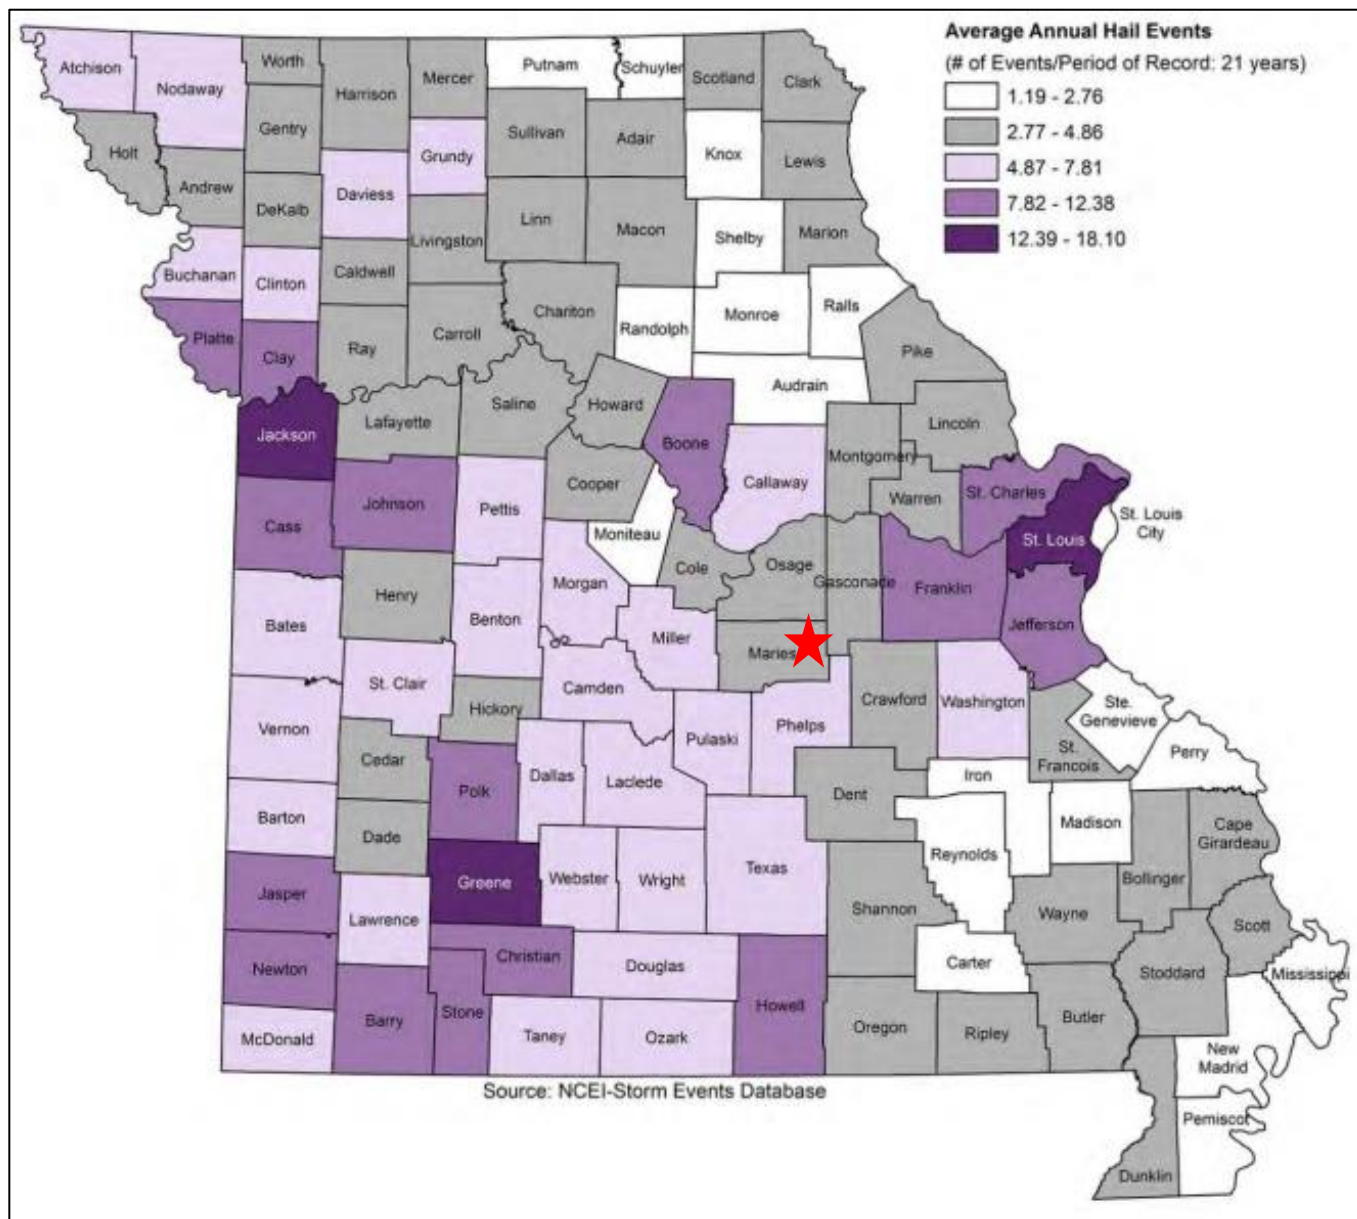 Average Annual Hail Events
(# of Events/Period of Record: 21 years)
1.19 - 2.76
2.77 - 4.86
4.87 - 7.81
7.82 - 12.38
12.39 - 18.10
Atchison
Nodaway
Worth
Harrison
Mercer
Putnam
Schuyler
Scotland
Clark
Holt
Andrew
Gentry
DeKalb
Daviess
Grundy
Sullivan
Adair
Knox
Lewis
Buchanan
Clinton
Caldwell
Livingston
Linn
Macon
Shelby
Marion
Platte
Clay
Ray
Carroll
Chariton
Randolph
Monroe
Ralls
Pike
Audrain
Jackson
Lafayette
Saline
Howard
Boone
Callaway
Montgomery
Lincoln
Warren
St. Charles
St. Louis
St. Louis
City
Cass
Johnson
Pettis
Cooper
Moniteau
Cole
Osage
Gasconade
Franklin
Jefferson
Bates
Henry
Benton
Morgan
Miller
Maries
Vernon
St. Clair
Hickory
Camden
Pulaski
Phelps
Crawford
Washington
St.
Francois
Ste.
Genevieve
Perry
Barton
Cedar
Dade
Polk
Dallas
Laclede
Texas
Dent
Iron
Reynolds
Madison
Bollinger
Cape
Girardeau
Jasper
Lawrence
Greene
Webster
Wright
Shannon
Wayne
Scott
Newton
Christian
Douglas
Howell
Carter
Stoddard
Mississippi
McDonald
Barry
Stone
Taney
Ozark
Oregon
Ripley
Butler
New
Madrid
Pemiscot
Dunklin
Source: NCEI-Storm Events Database